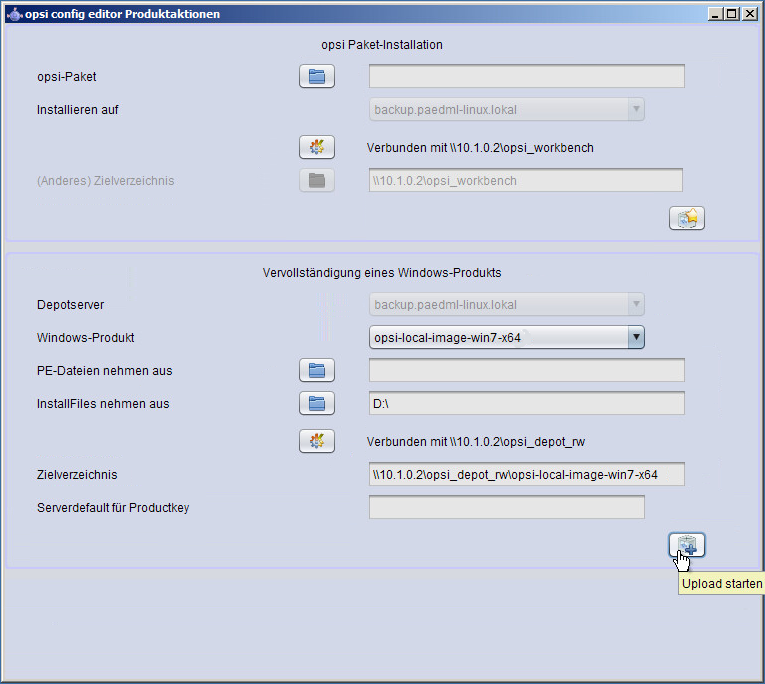 opsi config editor Produktaktionen
opsi Paket-Installation
opsi-Paket
Installieren auf backup.paedml-linux.lokal
Verbunden mit \\10.1.0.2\opsi_workbench
(Anderes) Zielverzeichnis \\10.1.0.2\opsi_workbench
Vervollständigung eines Windows-Produkts
Depotserver backup.paedml-linux.lokal
Windows-Produkt opsi-local-image-win7-x64
PE-Dateien nehmen aus
InstallFiles nehmen aus D:\
Verbunden mit \\10.1.0.2\opsi_depot_rw
Zielverzeichnis \\10.1.0.2\opsi_depot_rw\opsi-local-image-win7-x64
Serverdefault für Productkey
Upload starten